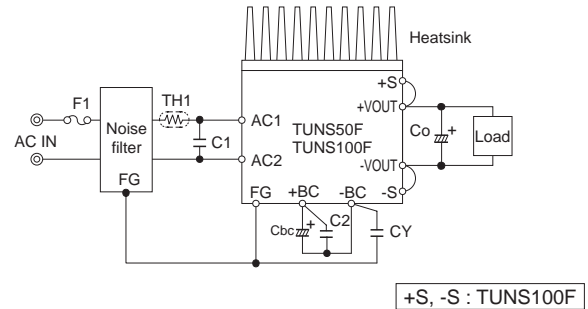 Heatsink
+S
F1
TH1
+VOUT
AC1
Noise
filter
C1
TUNS50F
TUNS100F
Co
+
Load
AC IN
AC2
-VOUT
FG
FG
+BC
-BC
-S
Cbc
+
C2
CY
+S, -S : TUNS100F